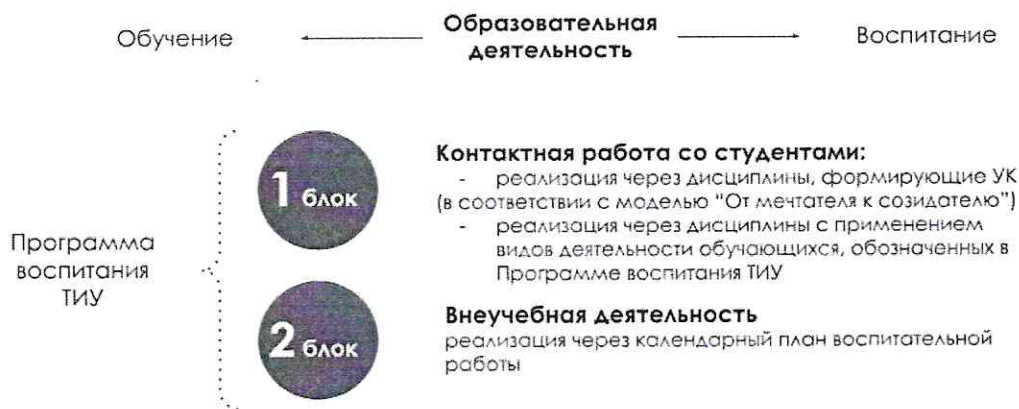 Обучение
Образовательная
деятельность
Воспитание
1 блок
Контактная работа со студентами:
- реализация через дисциплины, формирующие УК
(в соответствии с моделью "От мечтателя к созидателю")
- реализация через дисциплины с применением
видов деятельности обучающихся, обозначенных в
Программе воспитания ТИУ
Программа
воспитания
ТИУ
2 блок
Внеучебная деятельность
реализация через календарный план воспитательной
работы